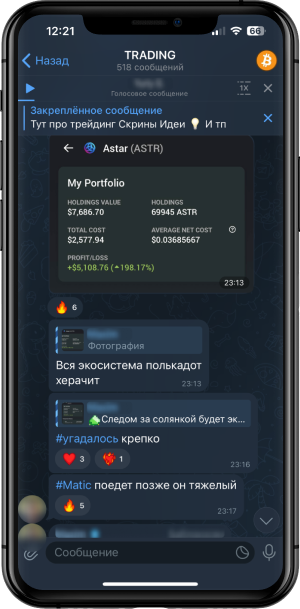 12:21
66
Назад
TRADING
518 сообщений
Голосовое сообщение
1X
Закреплённое сообщение
Тут про трейдинг Скрины Идеи 💡 И тп
Astar (ASTR)
My Portfolio
HOLDINGS VALUE HOLDINGS
$7,686.70 69945 ASTR
TOTAL COST AVERAGE NET COST
$2,577.94 $0.03685667
PROFIT/LOSS
+$5,108.76 (198.17%)
23:13
🔥 6
Фотография
Вся экосистема полькадот
херачит
23:13
Следом за солянкой будет эк...
#угадалось крепко
❤️ 3 1
23:16
#Matic поедет позже он тяжелый
🔥 5
23:17
Сообщение